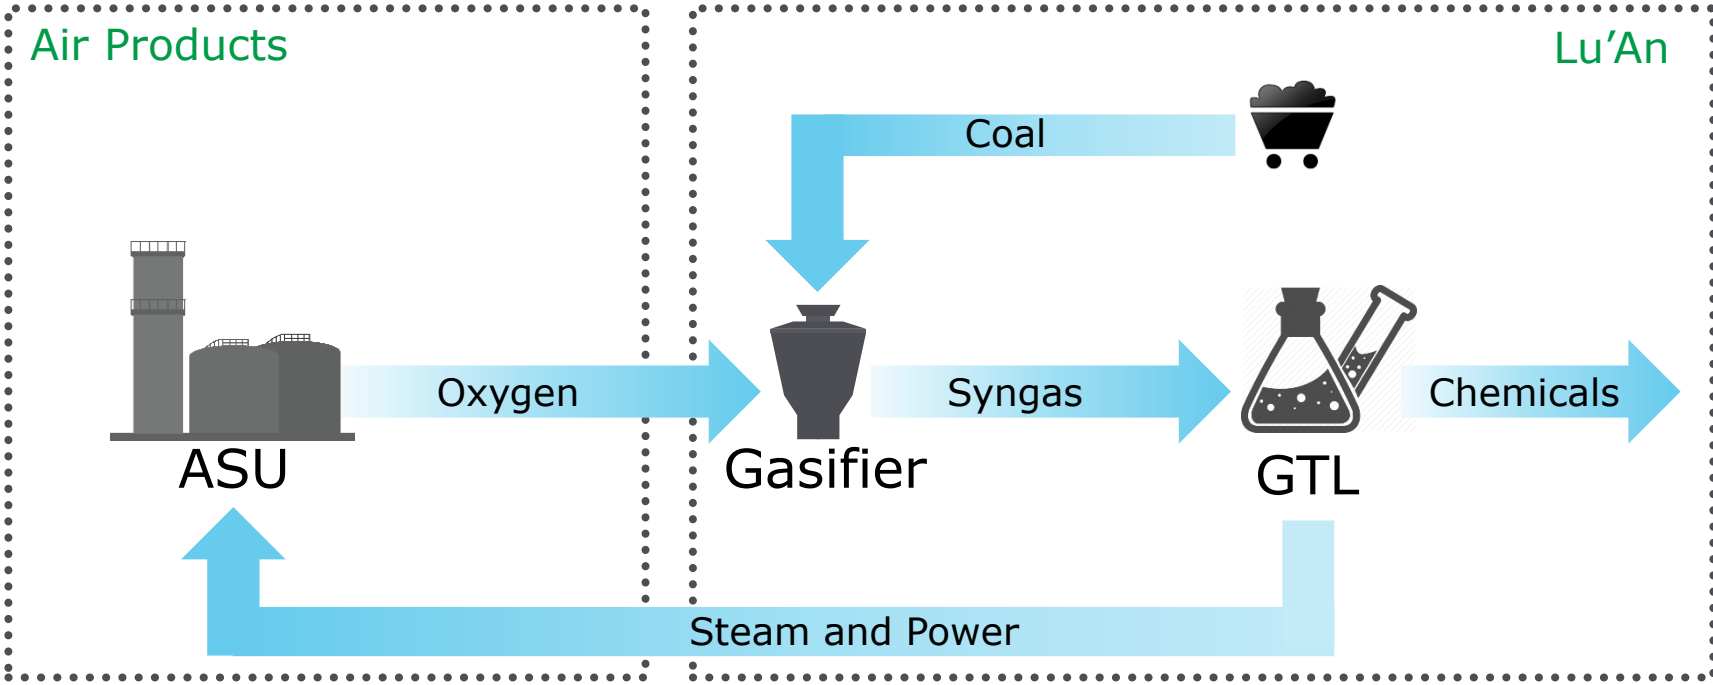 Air Products
Lu’An
Coal
Oxygen
Syngas
Chemicals
ASU
Gasifier
GTL
Steam and Power